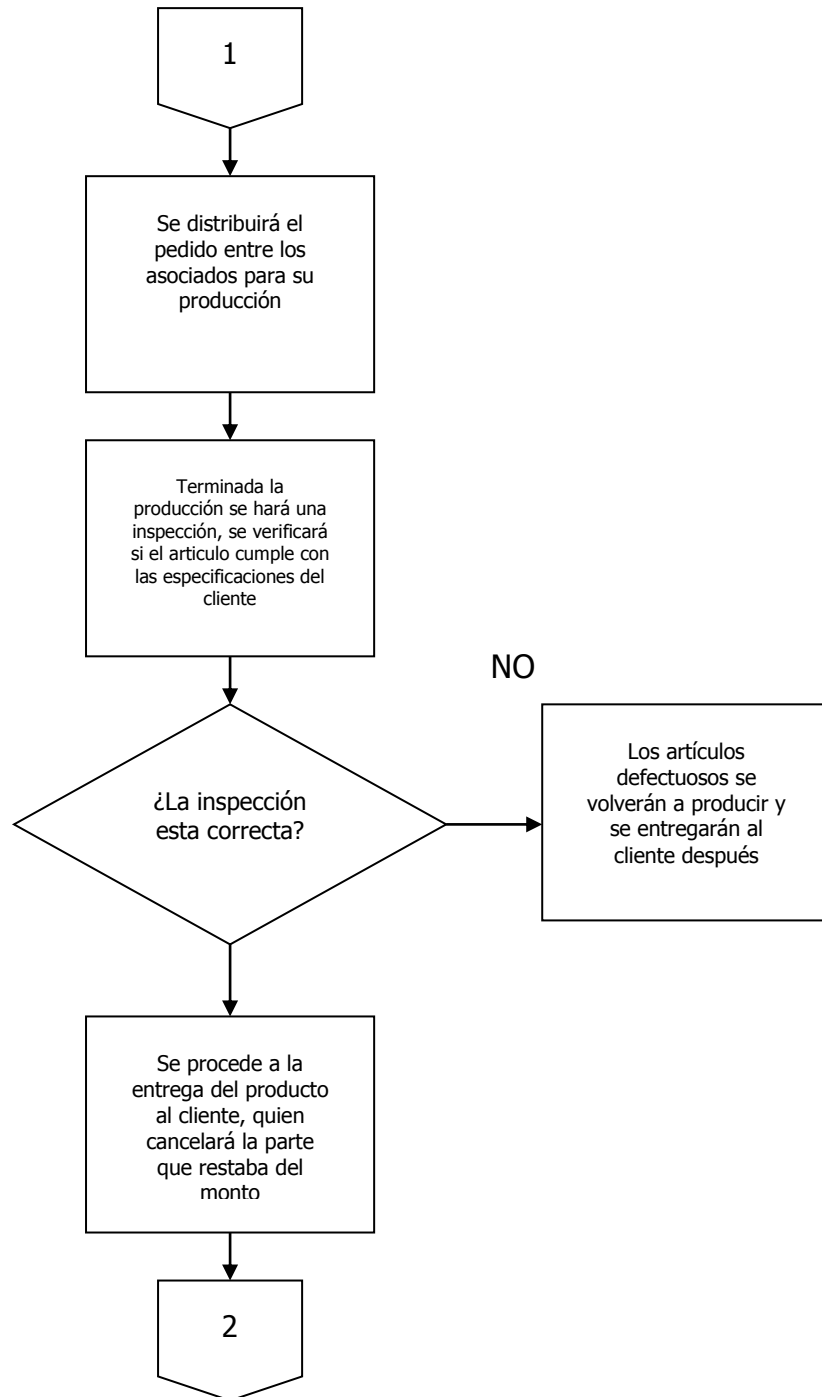 1
Se distribuirá el
pedido entre los
asociados para su
producción
Terminada la
producción se hará una
inspección, se verificará
si el articulo cumple con
las especificaciones del
cliente
NO
¿La inspección
esta correcta?
Los artículos
defectuosos se
volverán a producir y
se entregarán al
cliente después
Se procede a la
entrega del producto
al cliente, quien
cancelará la parte
que restaba del
monto
2